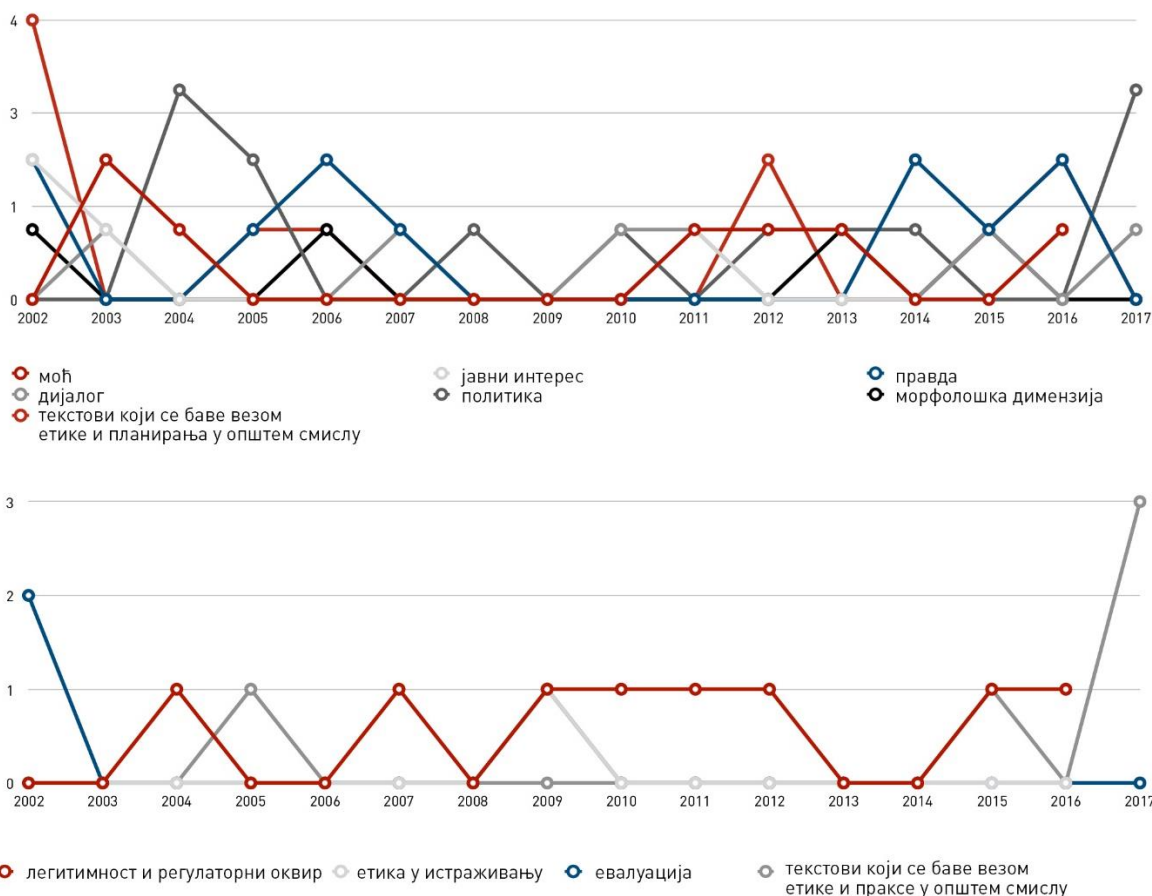 4
3
1
0
2002 2003 2004 2005 2006 2007 2008 2009 2010 2011 2012 2013 2014 2015 2016 2017
моћ
дијалог
текстови који се баве везом
етике и планирања у општем смислу
јавни интерес
политика
правда
морфолошка димензија
3
2
1
0
2002 2003 2004 2005 2006 2007 2008 2009 2010 2011 2012 2013 2014 2015 2016 2017
легитимност и регулаторни оквир
етика у истраживању
евалуација
текстови који се баве везом
етике и праксе у општем смислу